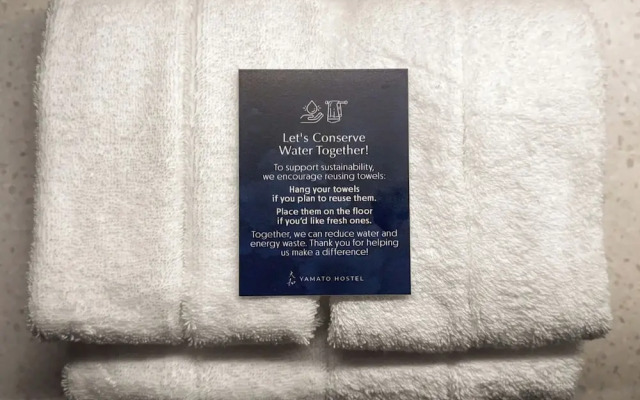 Let's Conserve
Water Together!
To support sustainability,
we encourage reusing towels:
Hang your towels
if you plan to reuse them.
Place them on the floor
if you'd like fresh ones.
Together, we can reduce water and
energy waste. Thank you for helping
us make a difference!
YAMATO HOSTEL